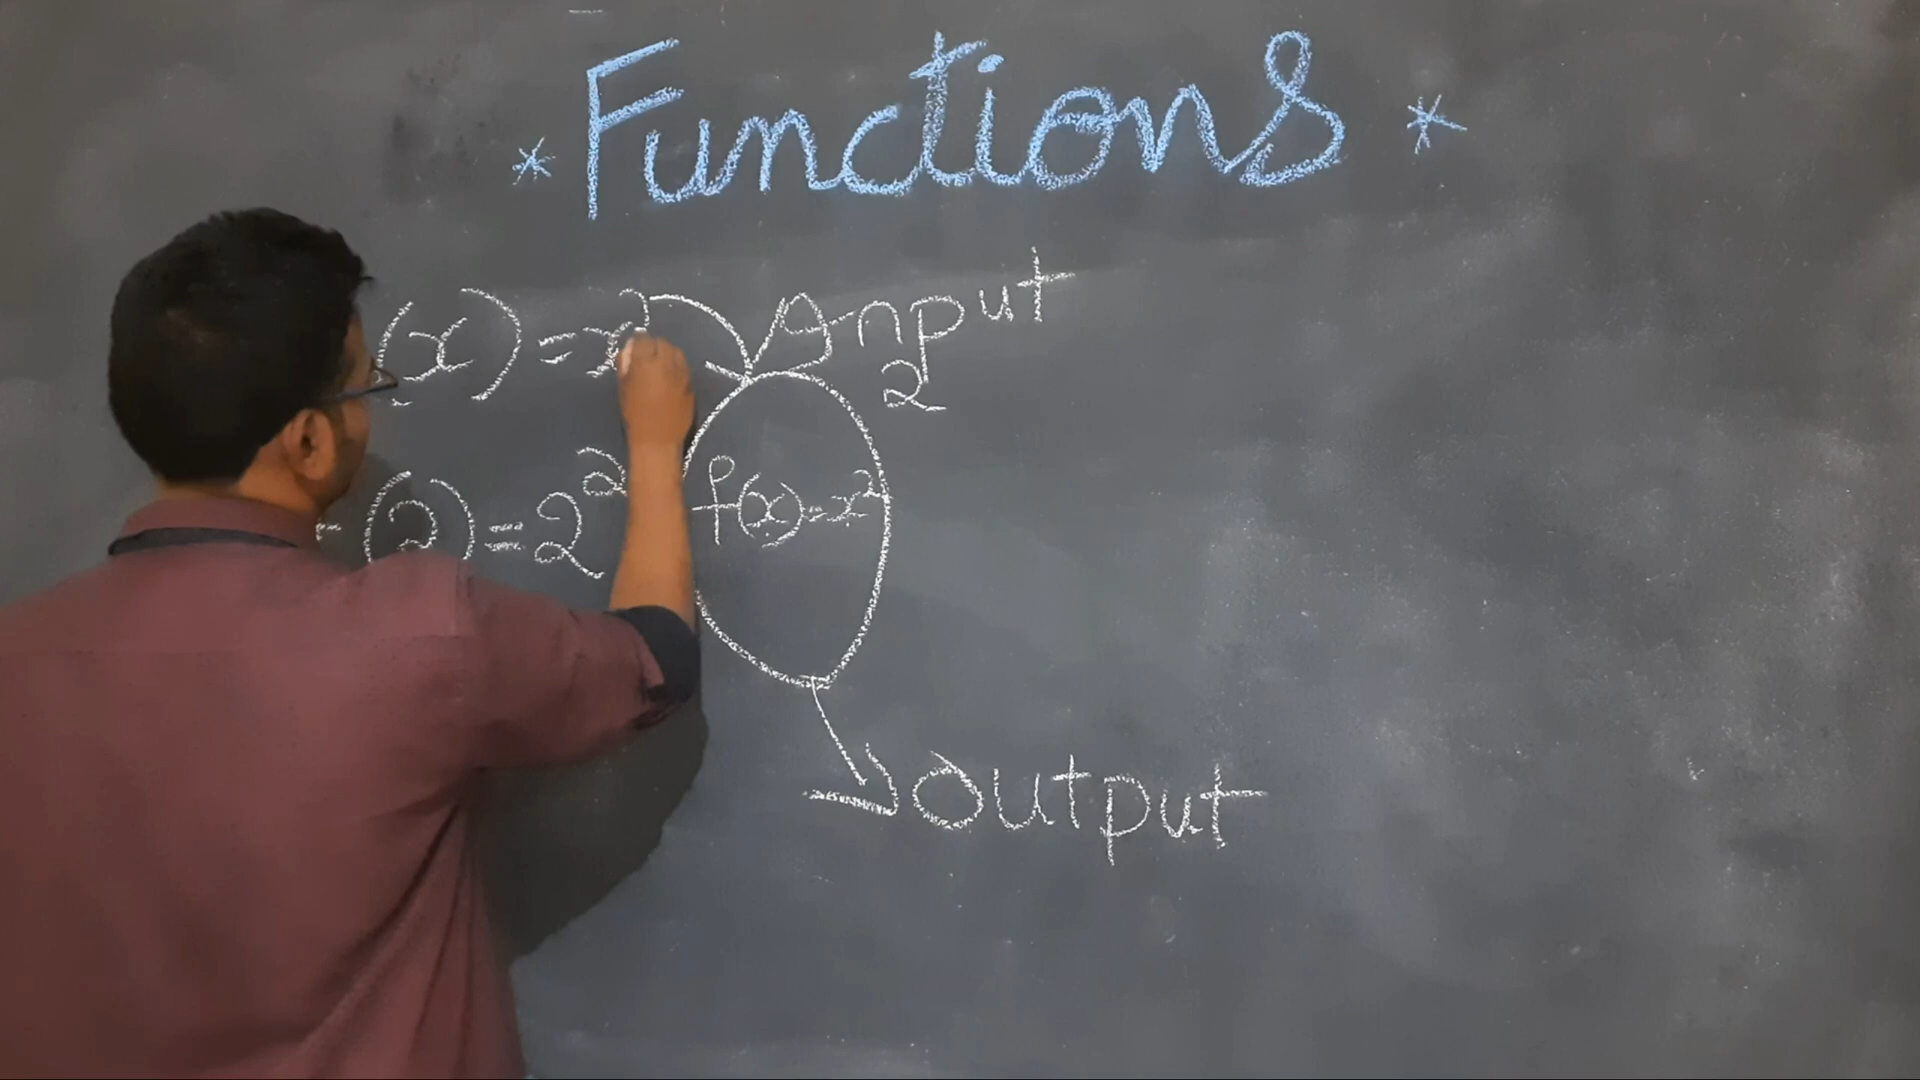 * Functions *
(x) = x² Input
2
(2) = 2²
f(x) = x²
output